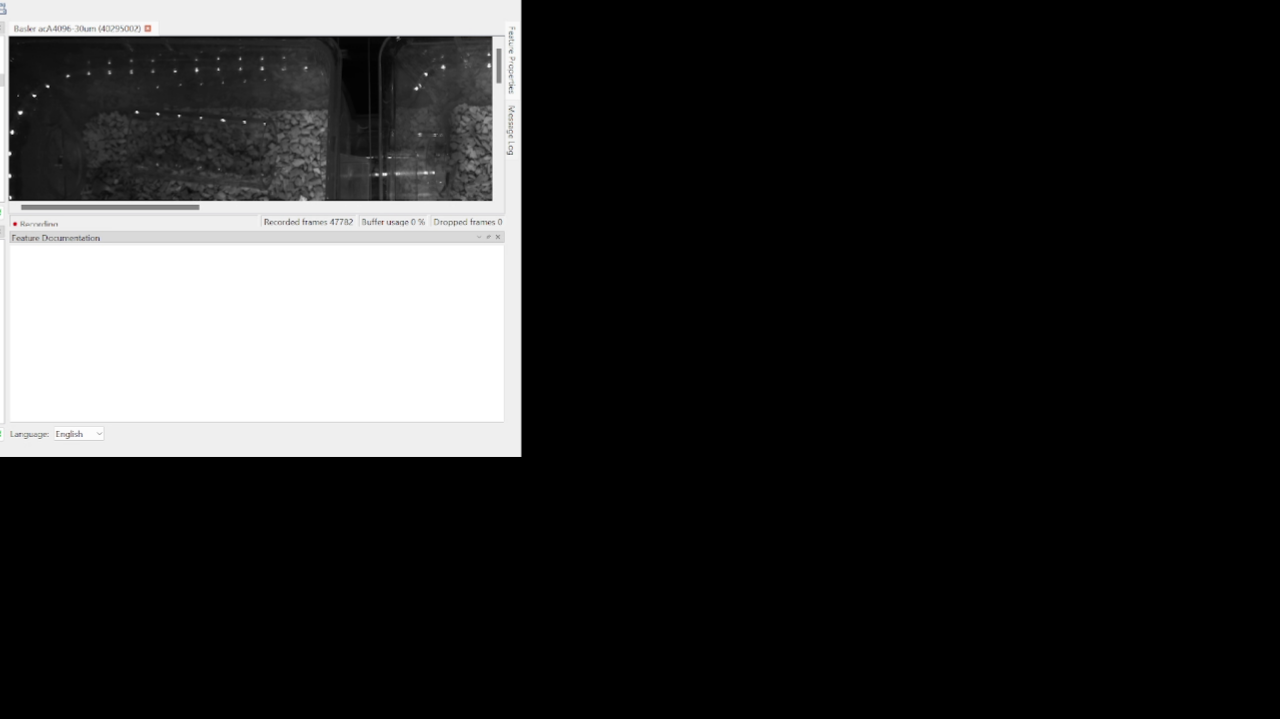 Basler acA4096-30um (40295002)
Feature Properties
Message Log
Recording
Recorded frames 47782
Buffer usage 0 %
Dropped frames 0
Feature Documentation
Language: English